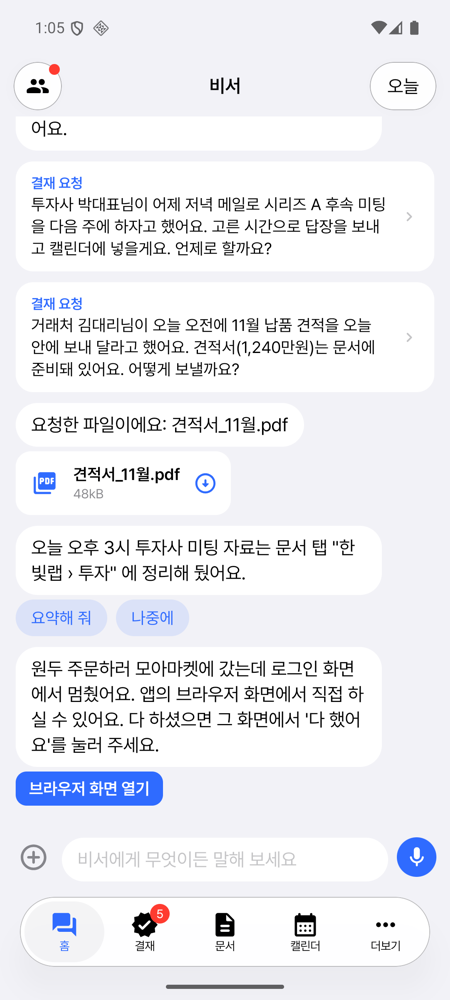 1:05
비서
오늘
어요.
결재 요청
투자사 박대표님이 어제 저녁 메일로 시리즈 A 후속 미팅
을 다음 주에 하자고 했어요. 고른 시간으로 답장을 보내
고 캘린더에 넣을게요. 언제로 할까요?
결재 요청
거래처 김대리님이 오늘 오전에 11월 납품 견적을 오늘
안에 보내 달라고 했어요. 견적서(1,240만원)는 문서에
준비돼 있어요. 어떻게 보낼까요?
요청한 파일이에요: 견적서_11월.pdf
PDF
견적서_11월.pdf
48kB
오늘 오후 3시 투자사 미팅 자료는 문서 탭 "한
빛랩 › 투자" 에 정리해 뒀어요.
요약해 줘
나중에
원두 주문하러 모아마켓에 갔는데 로그인 화면
에서 멈췄어요. 앱의 브라우저 화면에서 직접 하
실 수 있어요. 다 하셨으면 그 화면에서 '다 했어
요'를 눌러 주세요.
브라우저 화면 열기
비서에게 무엇이든 말해 보세요
5
홈
결재
문서
캘린더
더보기